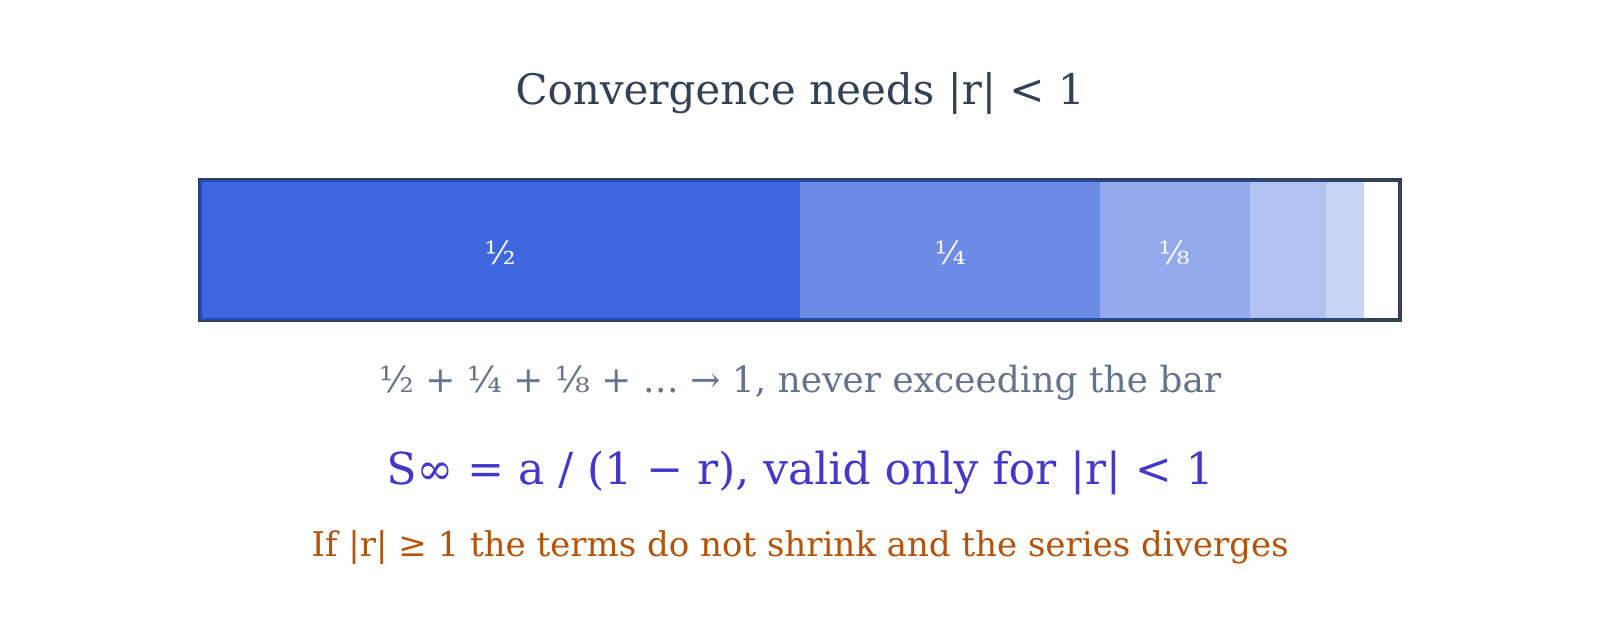 Convergence needs |r| < 1
½ ¼ ⅛
½ + ¼ + ⅛ + … → 1, never exceeding the bar
S∞ = a / (1 − r), valid only for |r| < 1
If |r| ≥ 1 the terms do not shrink and the series diverges